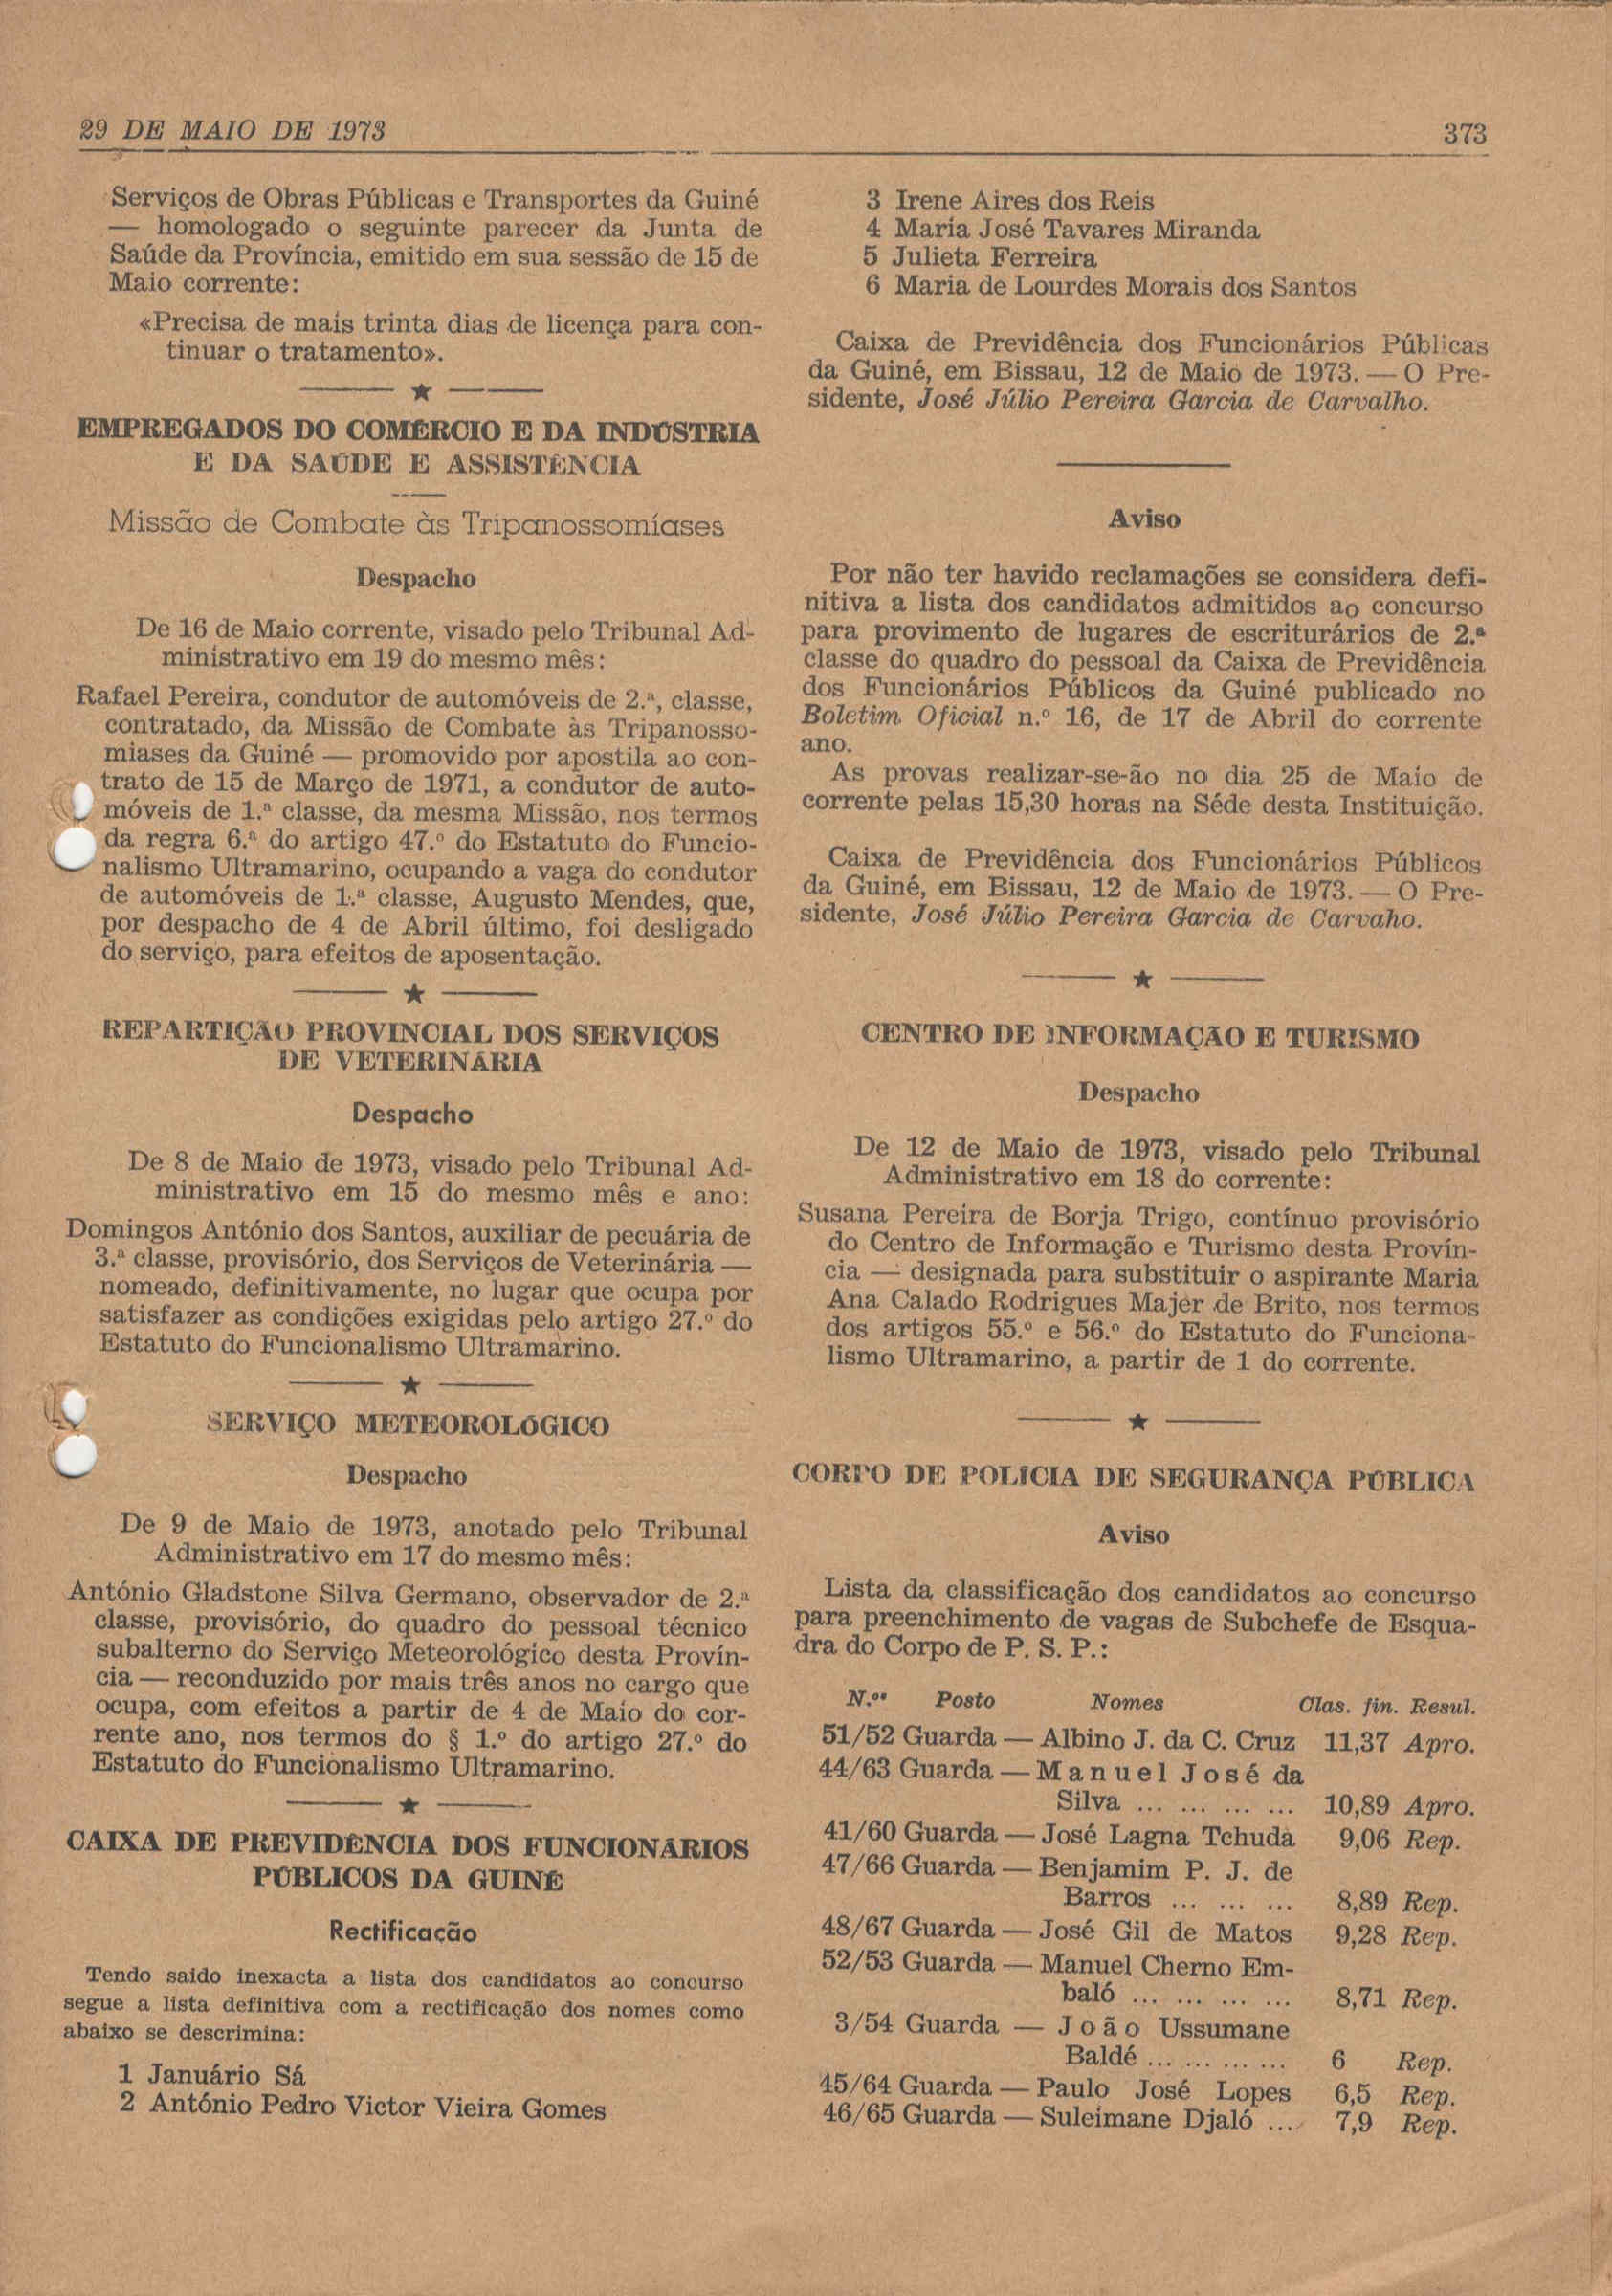 29 DE MAIO DE 1973
373
Serviços de Obras Públicas e Transportes da Guiné
— homologado o seguinte parecer da Junta de
Saúde da Província, emitido em sua sessão de 15 de
Maio corrente:
«Precisa de mais trinta dias de licença para con-
tinuar o tratamento».
EMPREGADOS DO COMÉRCIO E DA INDÚSTRIA
E DA SAÚDE E ASSISTÊNCIA
Missão de Combate às Tripanossomíases
Despacho
De 16 de Maio corrente, visado pelo Tribunal Ad-
ministrativo em 19 do mesmo mês:
Rafael Pereira, condutor de automóveis de 2.ª, classe,
contratado, da Missão de Combate às Tripanosso-
miases da Guiné — promovido por apostila ao con-
trato de 15 de Março de 1971, a condutor de auto-
móveis de 1.ª classe, da mesma Missão, nos termos
da regra 6.ª do artigo 47.º do Estatuto do Funcio-
nalismo Ultramarino, ocupando a vaga do condutor
de automóveis de 1.ª classe, Augusto Mendes, que,
por despacho de 4 de Abril último, foi desligado
do serviço, para efeitos de aposentação.
REPARTIÇÃO PROVINCIAL DOS SERVIÇOS
DE VETERINÁRIA
Despacho
De 8 de Maio de 1973, visado pelo Tribunal Ad-
ministrativo em 15 do mesmo mês e ano:
Domingos António dos Santos, auxiliar de pecuária de
3.ª classe, provisório, dos Serviços de Veterinária —
nomeado, definitivamente, no lugar que ocupa por
satisfazer as condições exigidas pelo artigo 27.º do
Estatuto do Funcionalismo Ultramarino.
SERVIÇO METEOROLÓGICO
Despacho
De 9 de Maio de 1973, anotado pelo Tribunal
Administrativo em 17 do mesmo mês:
António Gladstone Silva Germano, observador de 2.ª
classe, provisório, do quadro do pessoal técnico
subalterno do Serviço Meteorológico desta Provín-
cia — reconduzido por mais três anos no cargo que
ocupa, com efeitos a partir de 4 de Maio do cor-
rente ano, nos termos do § 1.º do artigo 27.º do
Estatuto do Funcionalismo Ultramarino.
CAIXA DE PREVIDÊNCIA DOS FUNCIONÁRIOS
PÚBLICOS DA GUINÉ
Rectificação
Tendo saido inexacta a lista dos candidatos ao concurso
segue a lista definitiva com a rectificação dos nomes como
abaixo se descrimina:
1 Januário Sá
2 António Pedro Victor Vieira Gomes
3 Irene Aires dos Reis
4 Maria José Tavares Miranda
5 Julieta Ferreira
6 Maria de Lourdes Morais dos Santos
Caixa de Previdência dos Funcionários Públicas
da Guiné, em Bissau, 12 de Maio de 1973. — O Pre-
sidente, José Júlio Pereira Garcia de Carvalho.
Aviso
Por não ter havido reclamações se considera defi-
nitiva a lista dos candidatos admitidos ao concurso
para provimento de lugares de escriturários de 2.ª
classe do quadro do pessoal da Caixa de Previdência
dos Funcionários Públicos da Guiné publicado no
Boletim Oficial n.º 16, de 17 de Abril do corrente
ano.
As provas realizar-se-ão no dia 25 de Maio de
corrente pelas 15,30 horas na Séde desta Instituição.
Caixa de Previdência dos Funcionários Públicos
da Guiné, em Bissau, 12 de Maio de 1973. — O Pre-
sidente, José Júlio Pereira Garcia de Carvaho.
CENTRO DE INFORMAÇÃO E TURISMO
Despacho
De 12 de Maio de 1973, visado pelo Tribunal
Administrativo em 18 do corrente:
Susana Pereira de Borja Trigo, contínuo provisório
do Centro de Informação e Turismo desta Provín-
cia — designada para substituir o aspirante Maria
Ana Calado Rodrigues Majer de Brito, nos termos
dos artigos 55.º e 56.º do Estatuto do Funciona-
lismo Ultramarino, a partir de 1 do corrente.
CORPO DE POLÍCIA DE SEGURANÇA PÚBLICA
Aviso
Lista da classificação dos candidatos ao concurso
para preenchimento de vagas de Subchefe de Esqua-
dra do Corpo de P. S. P.:
N.ºs Posto Nomes Clas. fin. Resul.
51/52 Guarda — Albino J. da C. Cruz 11,37 Apro.
44/63 Guarda — Manuel José da
Silva ... ... ... ... 10,89 Apro.
41/60 Guarda — José Lagna Tchuda 9,06 Rep.
47/66 Guarda — Benjamim P. J. de
Barros ... ... ... 8,89 Rep.
48/67 Guarda — José Gil de Matos 9,28 Rep.
52/53 Guarda — Manuel Cherno Em-
baló ... ... ... ... 8,71 Rep.
3/54 Guarda — João Ussumane
Baldé ... ... ... ... 6 Rep.
45/64 Guarda — Paulo José Lopes 6,5 Rep.
46/65 Guarda — Suleimane Djaló ... 7,9 Rep.